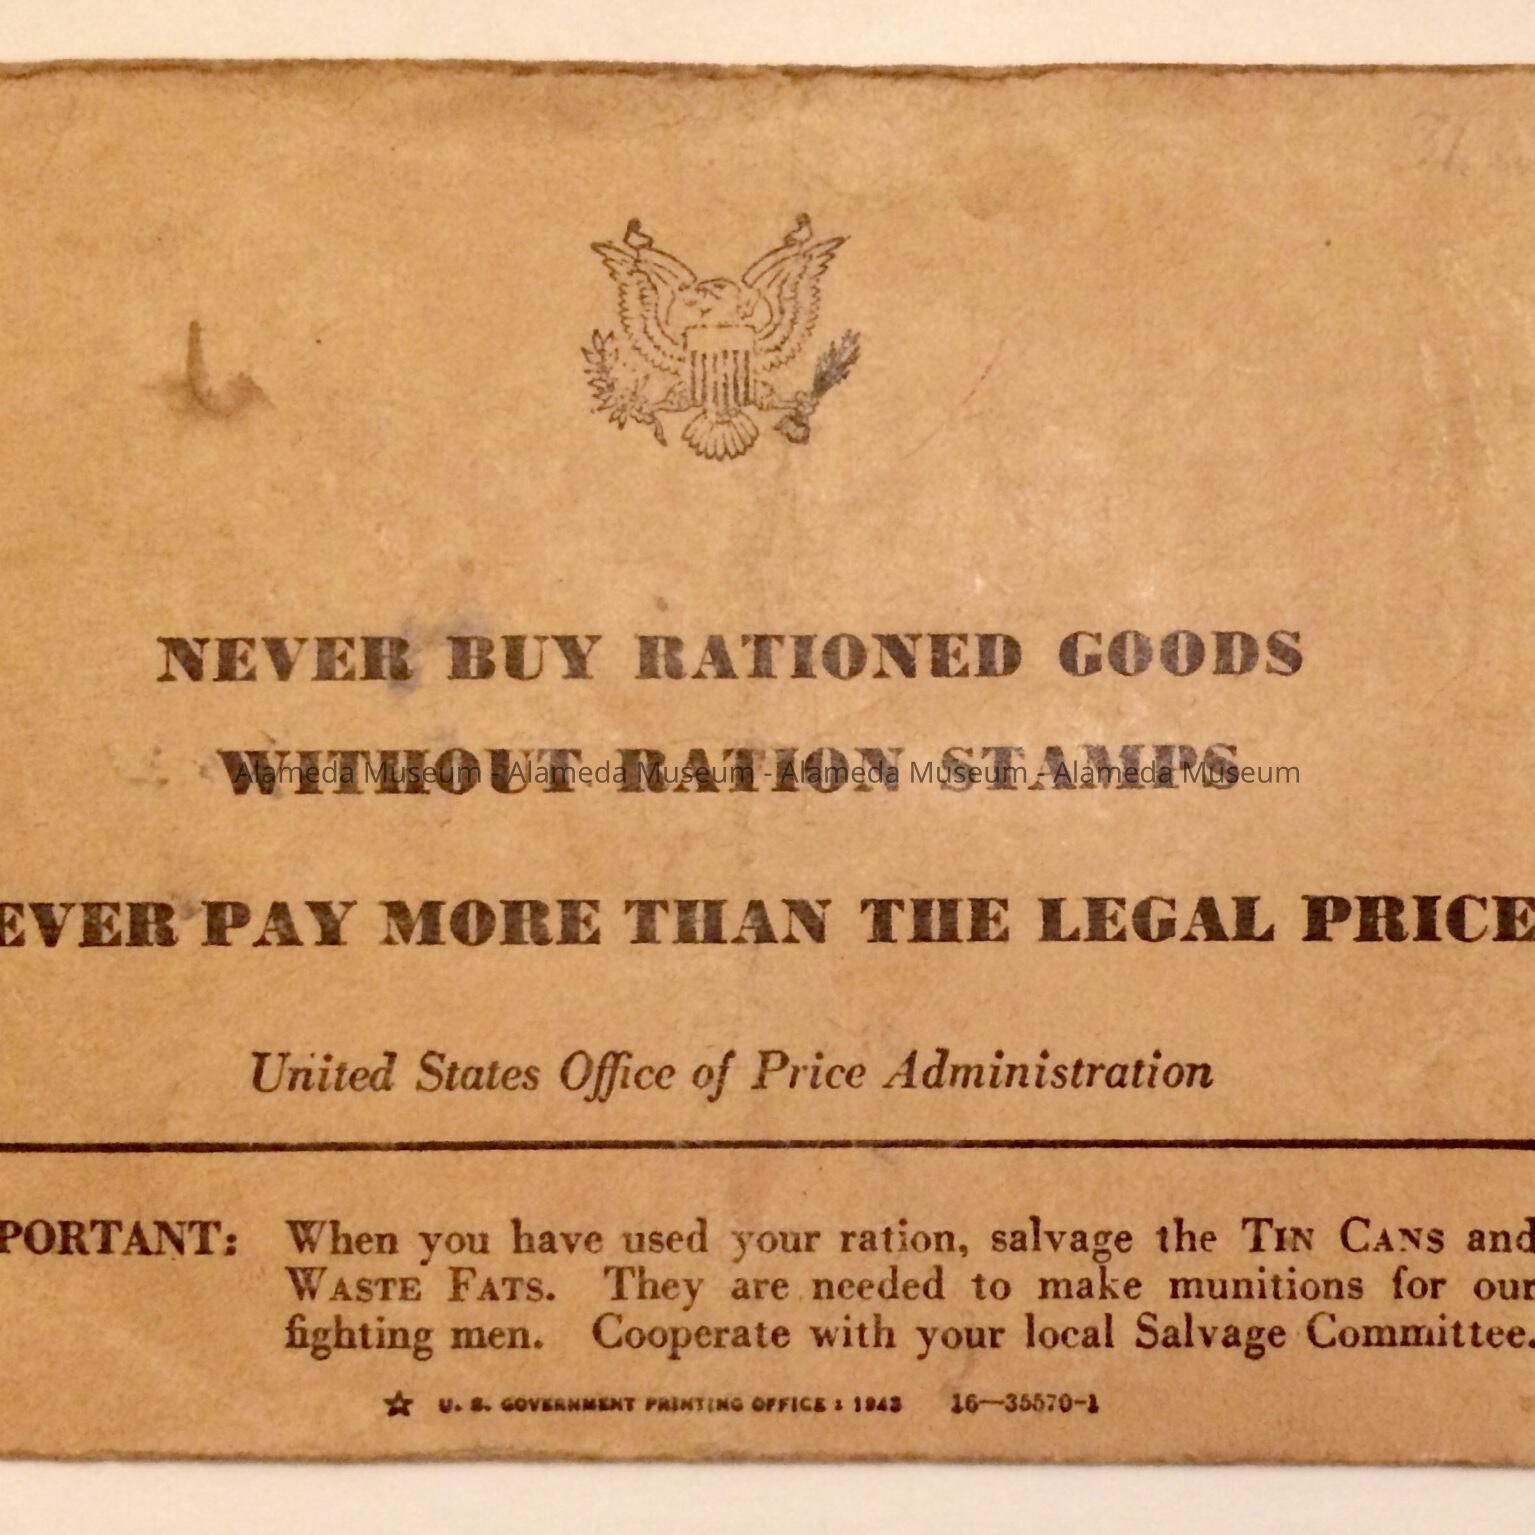 NEVER BUY RATIONED GOODS
WITHOUT RATION STAMPS
Alameda Museum - Alameda Museum - Alameda Museum - Alameda Museum
EVER PAY MORE THAN THE LEGAL PRICE
United States Office of Price Administration
PORTANT: When you have used your ration, salvage the TIN CANS and
WASTE FATS. They are needed to make munitions for our
fighting men. Cooperate with your local Salvage Committee.
☆ U. S. GOVERNMENT PRINTING OFFICE : 1943 16—35570-1